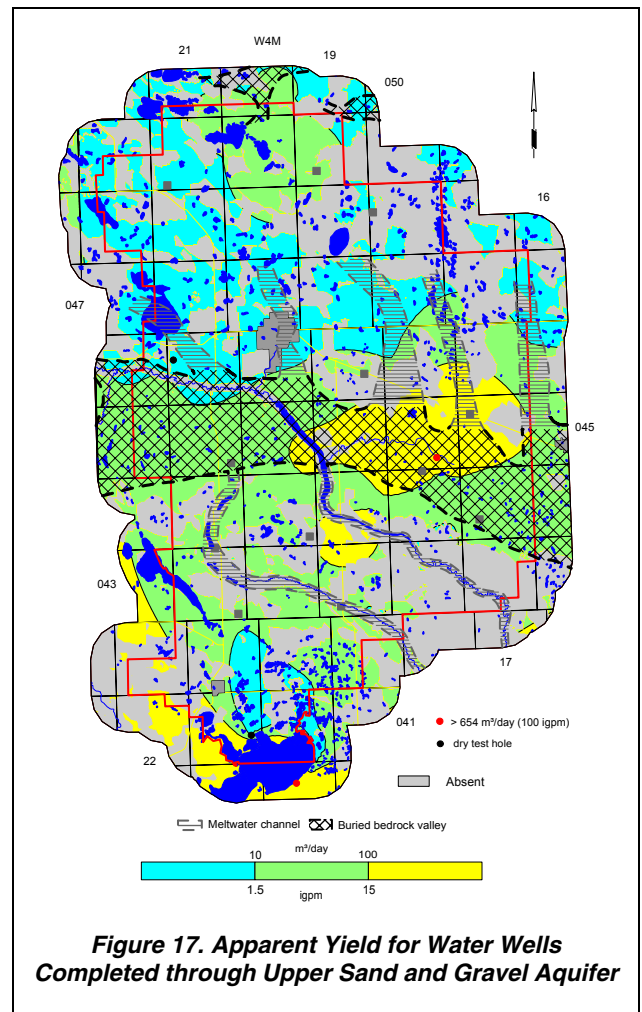 W4M
21
19
050
16
047
045
043
17
041
22
> 654 m³/day (100 igpm)
dry test hole
Absent
Meltwater channel
Buried bedrock valley
m³/day
10
100
1.5
15
igpm
Figure 17. Apparent Yield for Water Wells
Completed through Upper Sand and Gravel Aquifer